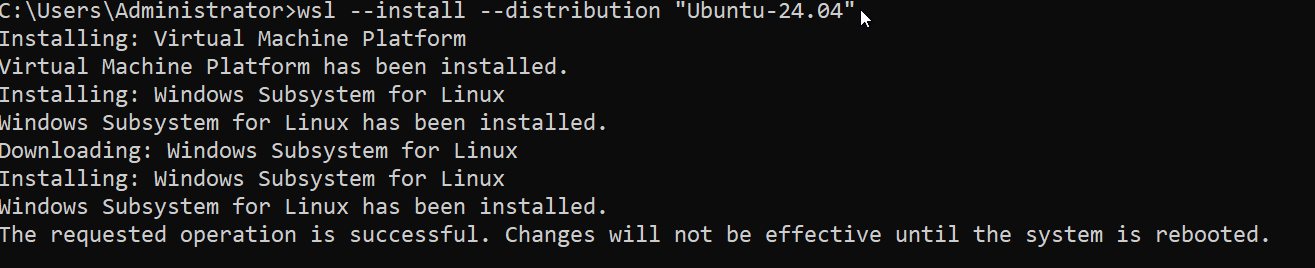 C:\Users\Administrator>wsl --install --distribution "Ubuntu-24.04"
Installing: Virtual Machine Platform
Virtual Machine Platform has been installed.
Installing: Windows Subsystem for Linux
Windows Subsystem for Linux has been installed.
Downloading: Windows Subsystem for Linux
Installing: Windows Subsystem for Linux
Windows Subsystem for Linux has been installed.
The requested operation is successful. Changes will not be effective until the system is rebooted.